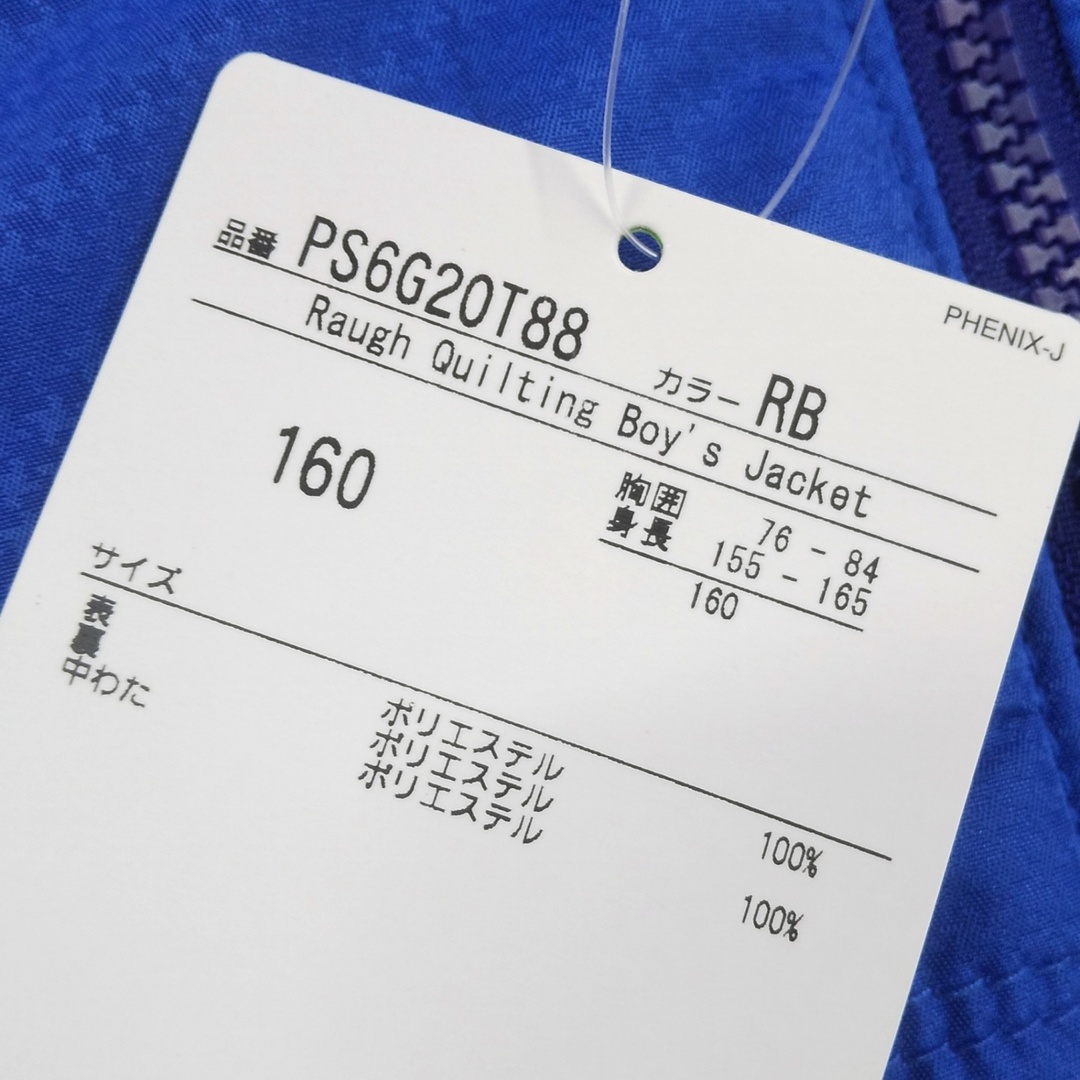 PHENIX-J
品番 PS6G20T88 カラー RB
Raugh Quilting Boy's Jacket
160
胸囲 76 - 84
身長 155 - 165
160
サイズ
表 ポリエステル 100%
裏 ポリエステル
中わた ポリエステル 100%